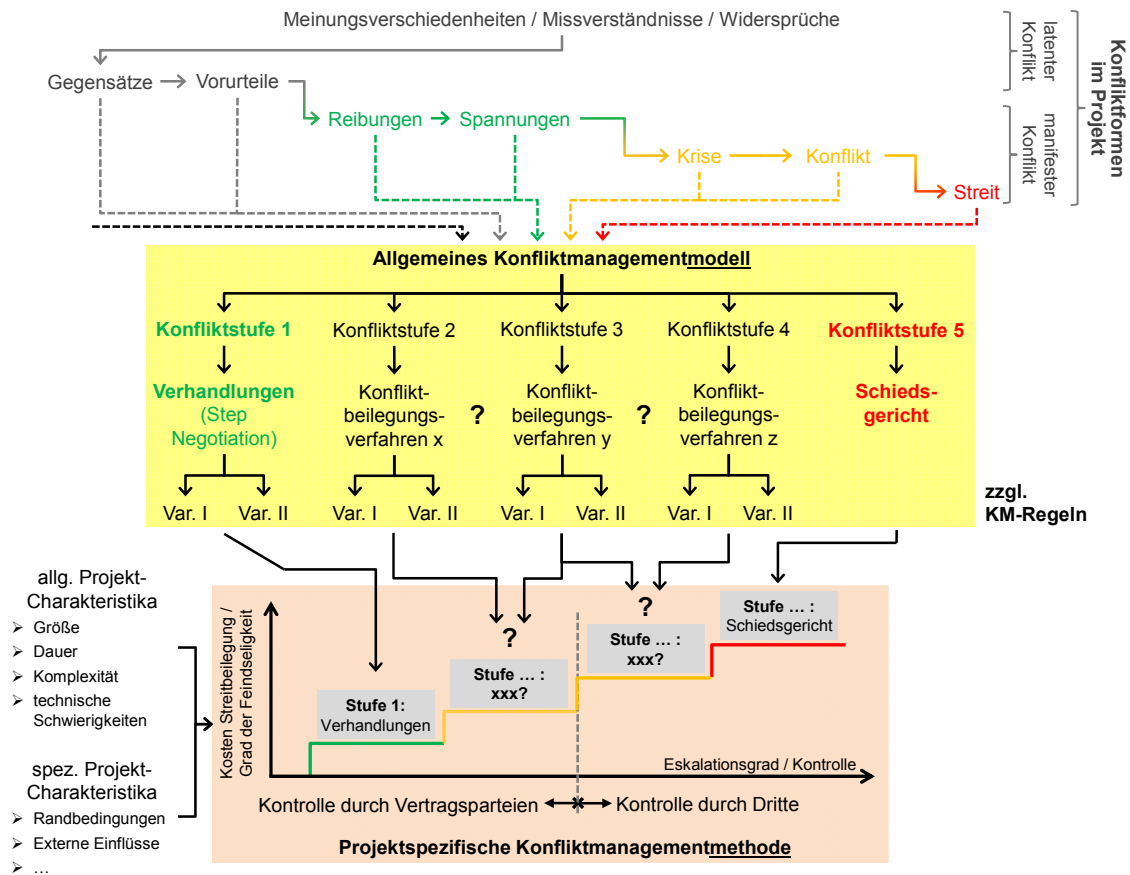 Meinungsverschiedenheiten / Missverständnisse / Widersprüche
latenter
Konflikt
Konfliktformen
im Projekt
Gegensätze
Vorurteile
Reibungen
Spannungen
manifester
Konflikt
Krise
Konflikt
Streit
Allgemeines Konfliktmanagementmodell
Konfliktstufe 1
Konfliktstufe 2
Konfliktstufe 3
Konfliktstufe 4
Konfliktstufe 5
Verhandlungen
(Step
Negotiation)
Konflikt-
beilegungs-
verfahren x
?
Konflikt-
beilegungs-
verfahren y
?
Konflikt-
beilegungs-
verfahren z
Schieds-
gericht
Var. I
Var. II
Var. I
Var. II
Var. I
Var. II
Var. I
Var. II
zzgl.
KM-Regeln
allg. Projekt-
Charakteristika
➢ Größe
➢ Dauer
➢ Komplexität
➢ technische
Schwierigkeiten
spez. Projekt-
Charakteristika
➢ Randbedingungen
➢ Externe Einflüsse
➢ ...
Kosten Streitbeilegung /
Grad der Feindseligkeit
Stufe 1:
Verhandlungen
?
Stufe ... :
xxx?
?
Stufe ... :
xxx?
Stufe ... :
Schiedsgericht
Eskalationsgrad / Kontrolle
Kontrolle durch Vertragsparteien
Kontrolle durch Dritte
Projektspezifische Konfliktmanagementmethode